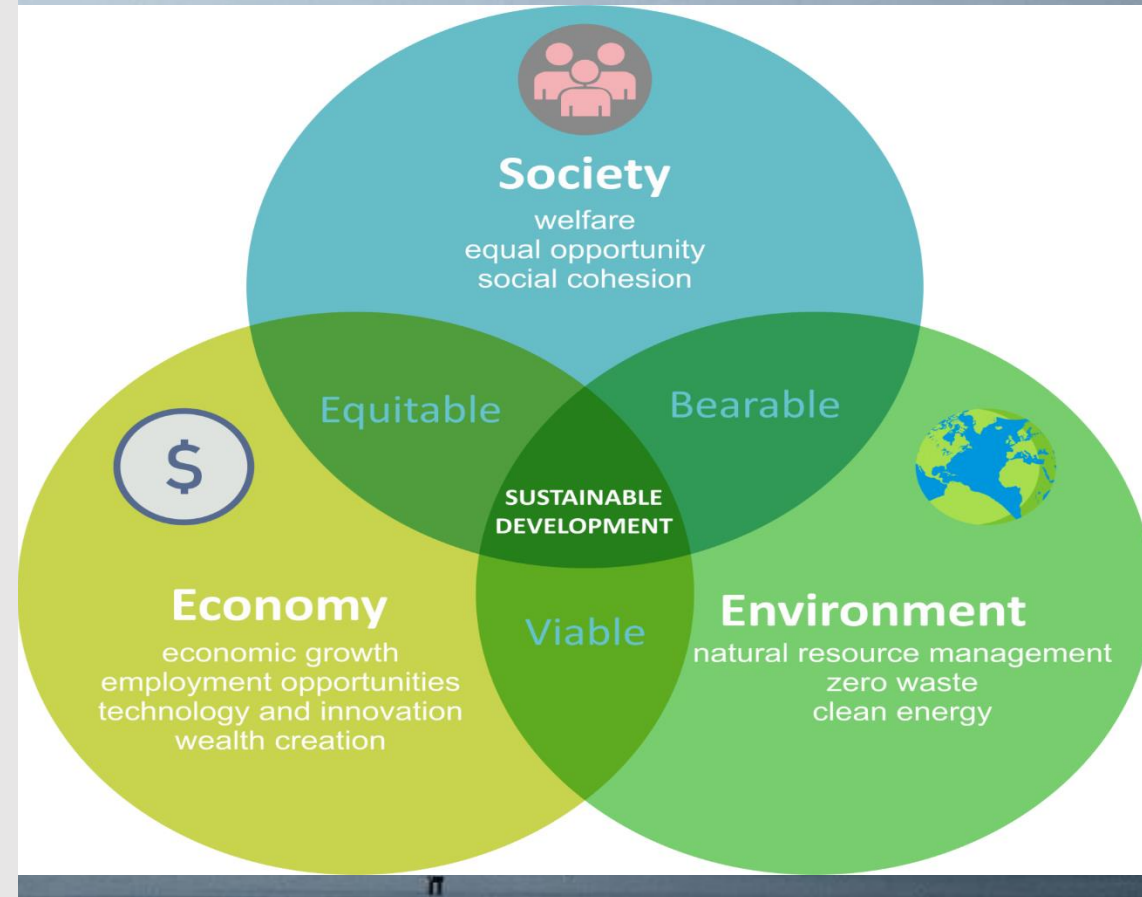 $
Society
welfare
equal opportunity
social cohesion
Equitable
Bearable
SUSTAINABLE
DEVELOPMENT
Economy
economic growth
employment opportunities
technology and innovation
wealth creation
Viable
Environment
natural resource management
zero waste
clean energy